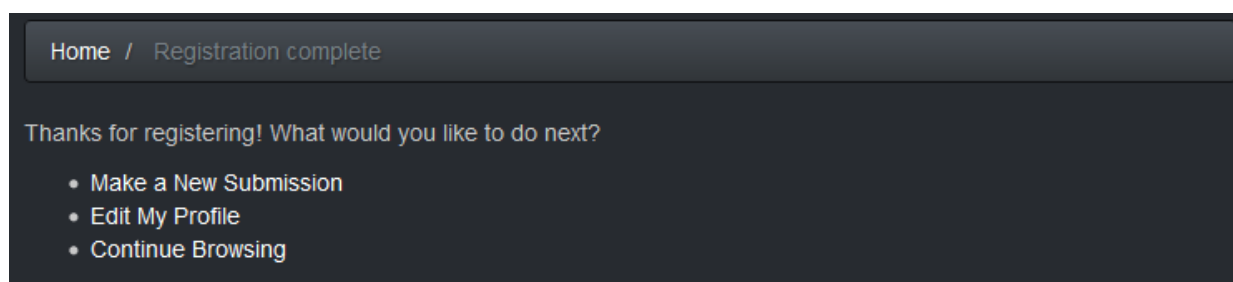 Home / Registration complete
Thanks for registering! What would you like to do next?
• Make a New Submission
• Edit My Profile
• Continue Browsing